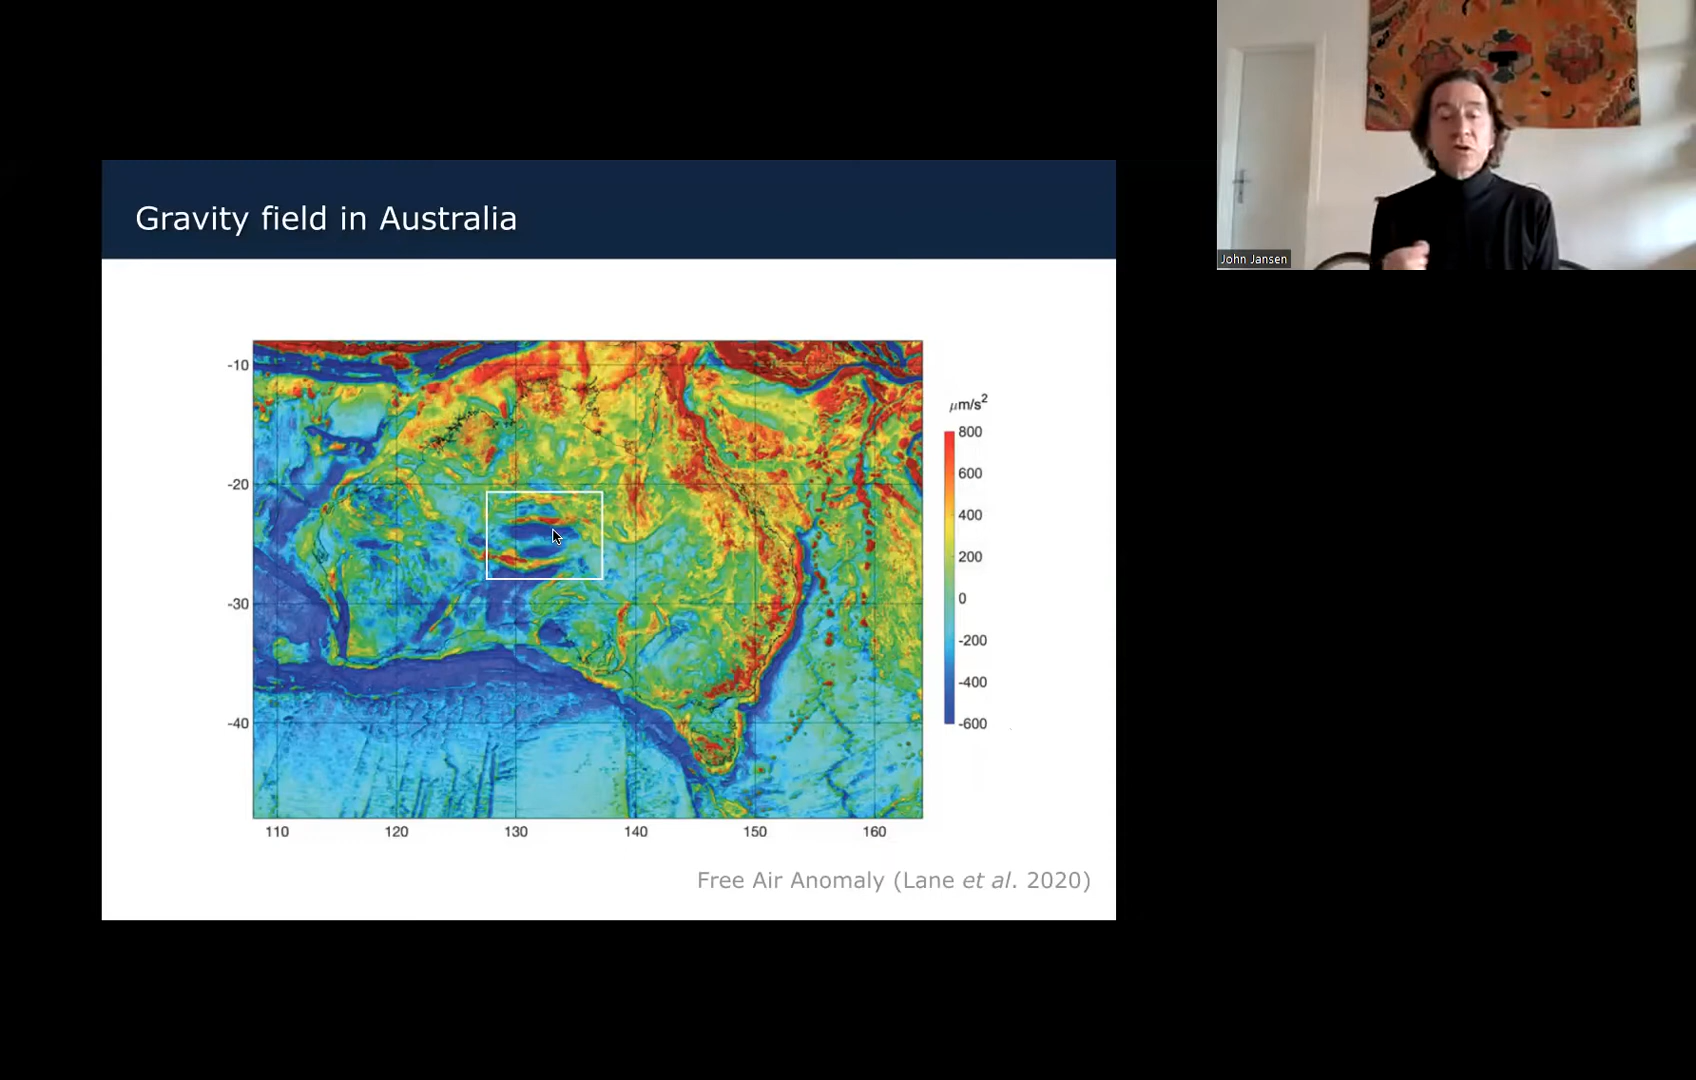 John Jansen
Gravity field in Australia
μm/s²
-10
-20
-30
-40
110 120 130 140 150 160
800
600
400
200
0
-200
-400
-600
Free Air Anomaly (Lane et al. 2020)